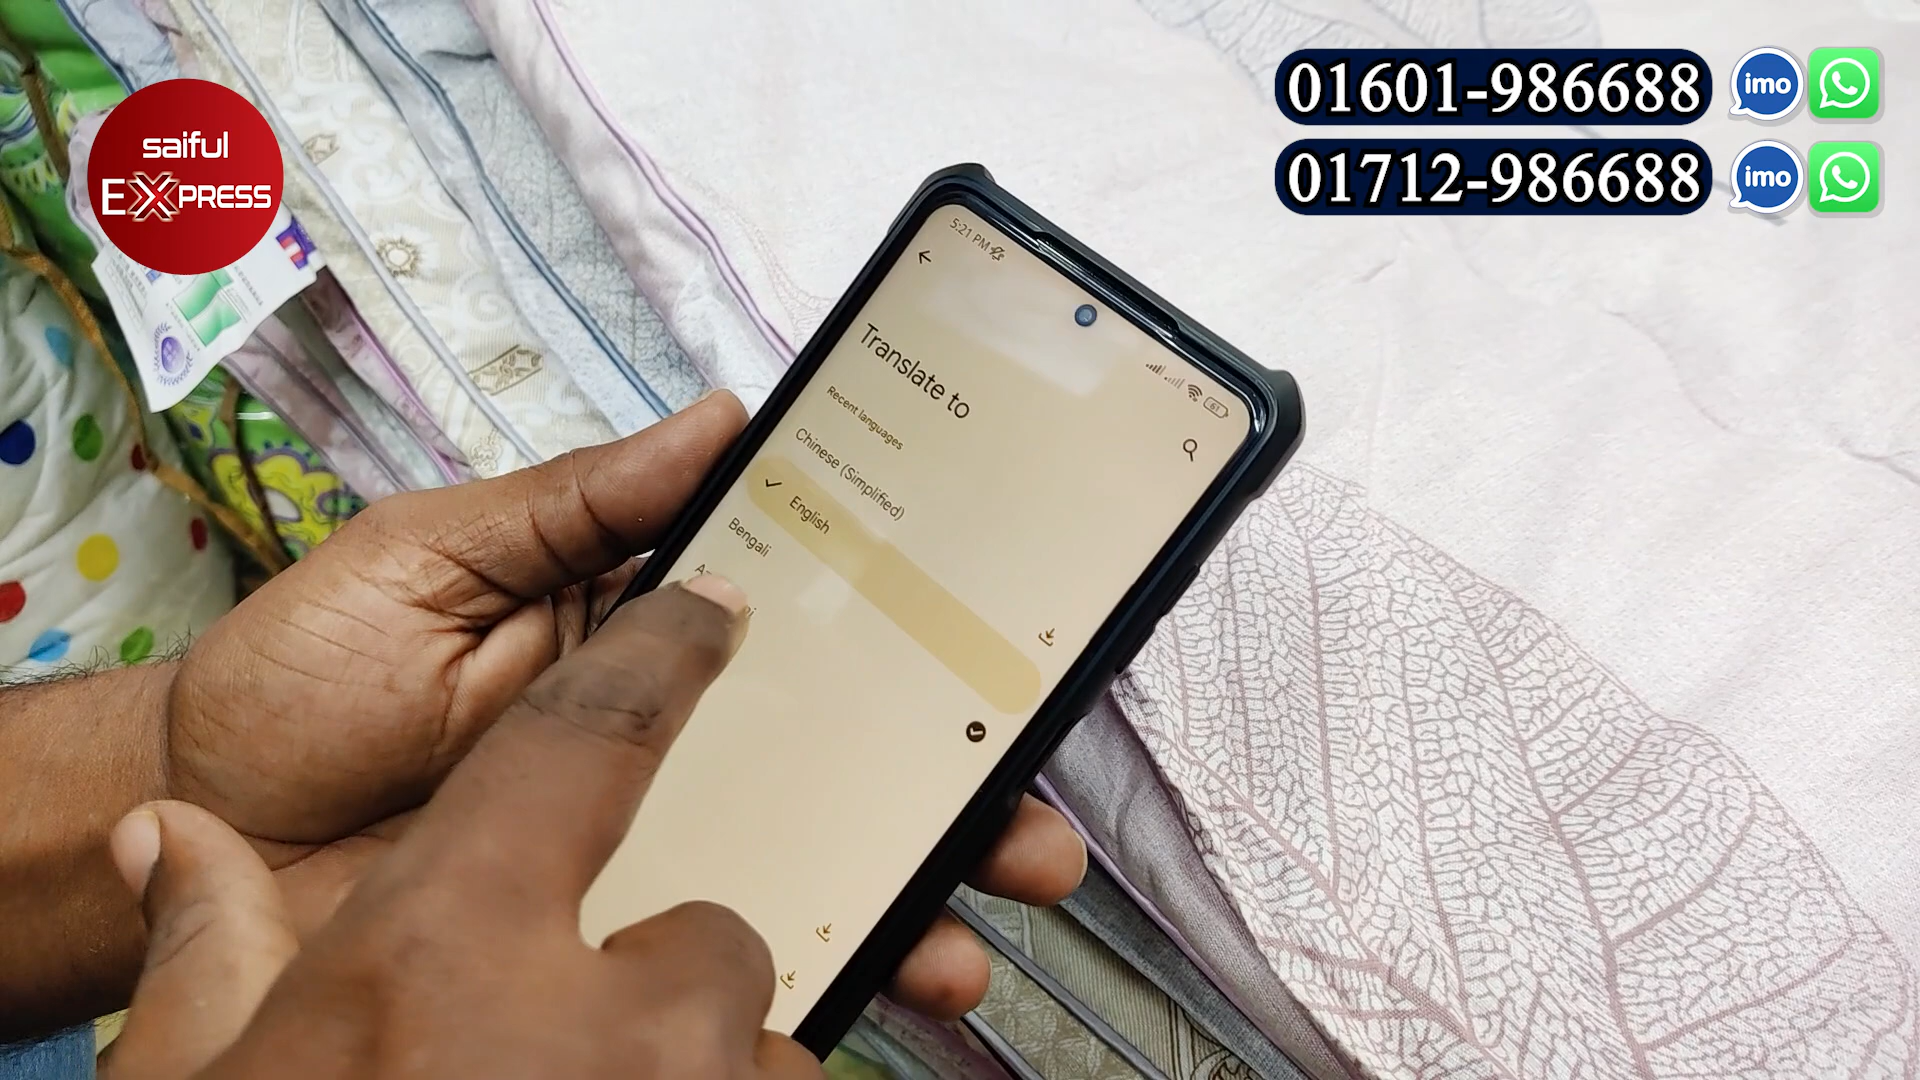 saiful
EXPRESS
01601-986688
imo
01712-986688
imo
5:21 PM
61
Translate to
Recent languages
Chinese (Simplified)
English
Bengali